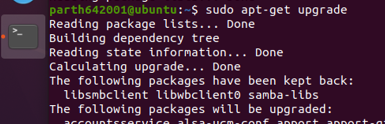 parth642001@ubuntu:~$ sudo apt-get upgrade
Reading package lists... Done
Building dependency tree
Reading state information... Done
Calculating upgrade... Done
The following packages have been kept back:
  libsmbclient libwbclient0 samba-libs
The following packages will be upgraded:
  accountsservice alsa-ucm-conf apport